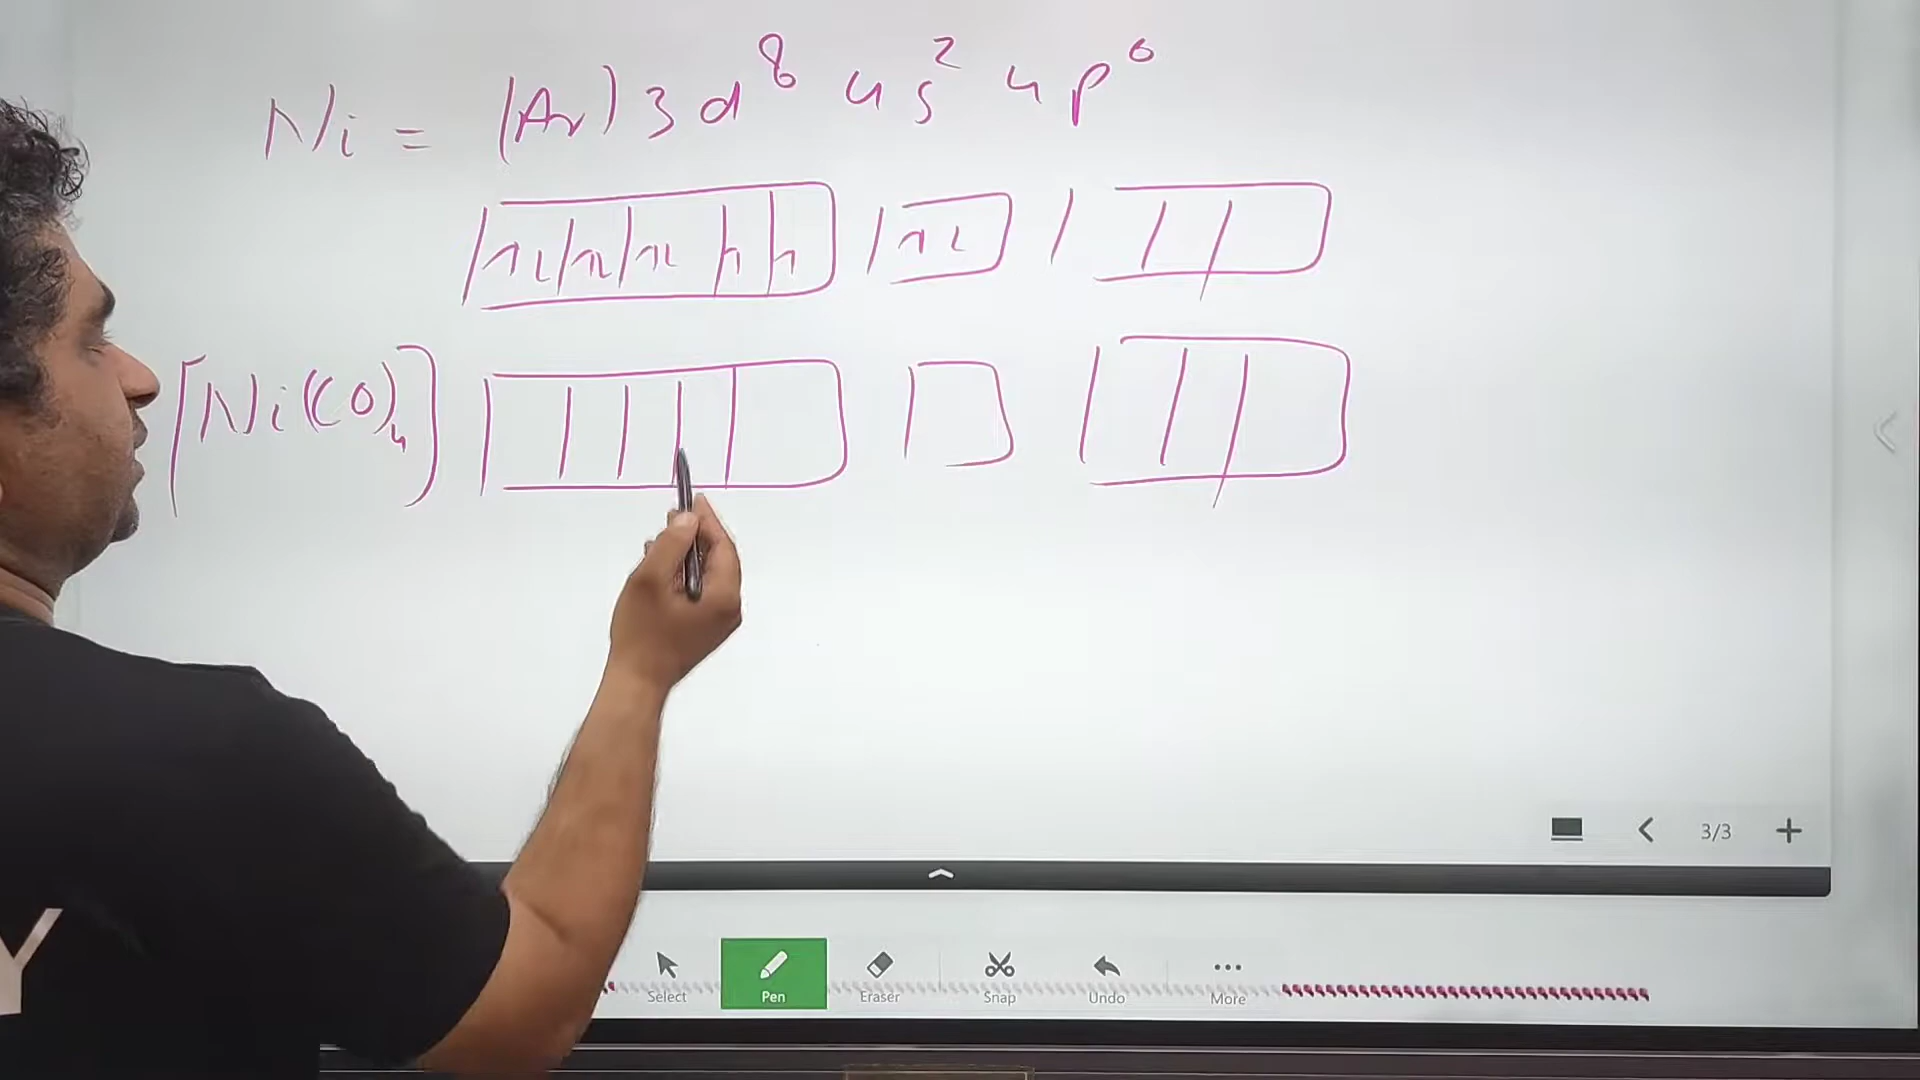 Ni = (Ar) 3d⁸ 4s² 4p⁰
[Ni(CO)₄]
3/3
Select Pen Eraser Snap Undo More
Y